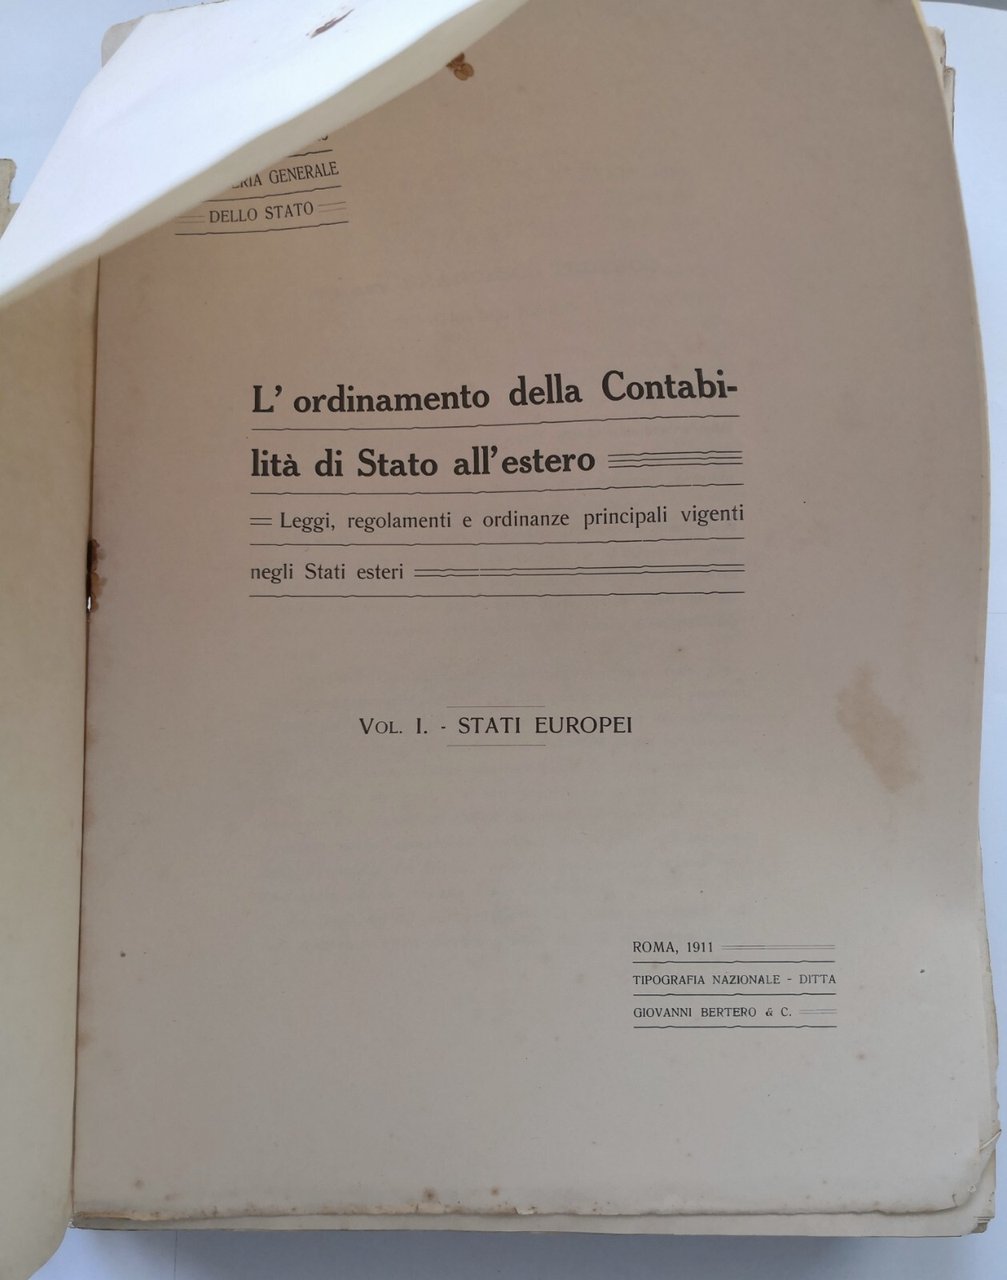 GENERALE
DELLO STATO
L' ordinamento della Contabi-
lità di Stato all'estero
Leggi, regolamenti e ordinanze principali vigenti
negli Stati esteri
VOL. I. - STATI EUROPEI
ROMA, 1911
TIPOGRAFIA NAZIONALE - DITTA
GIOVANNI BERTERO & C.